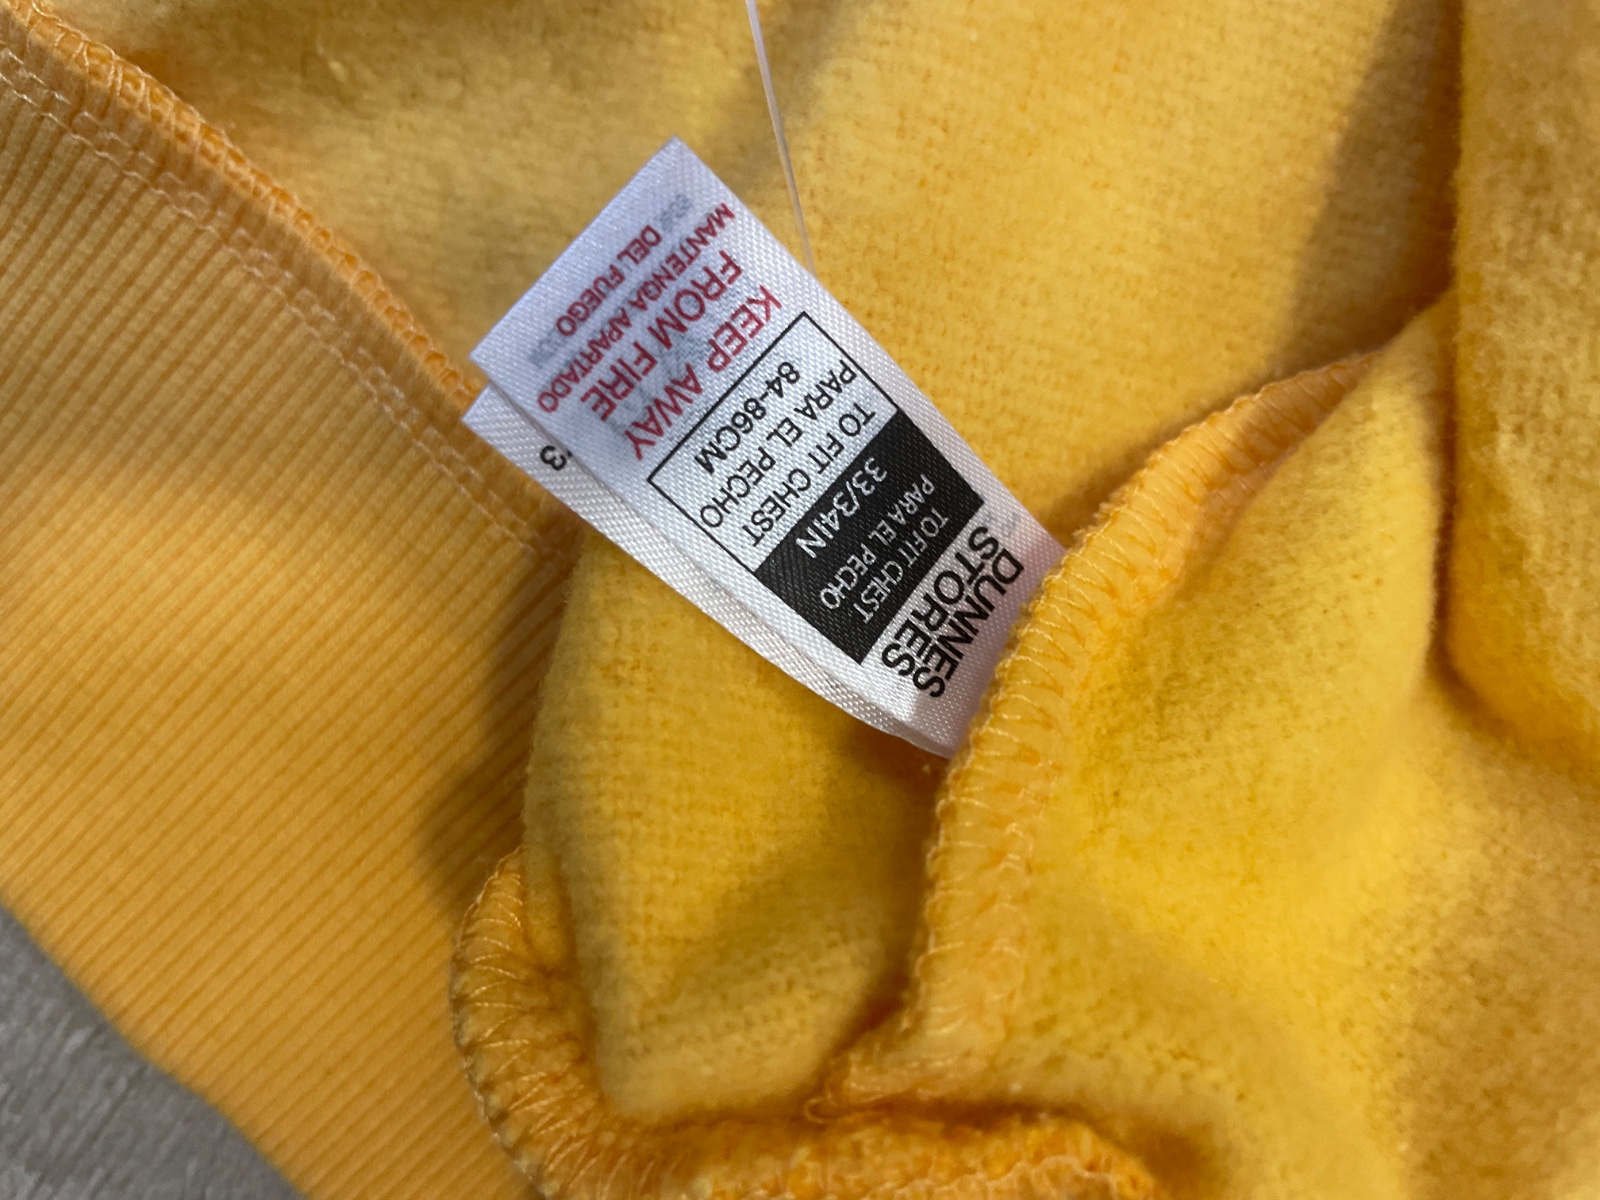 DUNNES
STORES
TO FIT CHEST
PARA EL PECHO
33/34IN
TO FIT CHEST
PARA EL PECHO
84-86CM
KEEP AWAY
FROM FIRE
MANTENGA APARTADO
DEL FUEGO